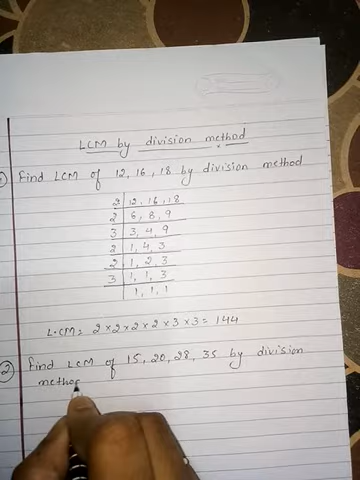 LCM by division method
1) Find LCM of 12, 16, 18 by division method
2 | 12, 16, 18
2 | 6, 8, 9
3 | 3, 4, 9
2 | 1, 4, 3
2 | 1, 2, 3
3 | 1, 1, 3
| 1, 1, 1
L.CM = 2×2×2×2×3×3 = 144
2) Find LCM of 15, 20, 28, 35 by division
metho